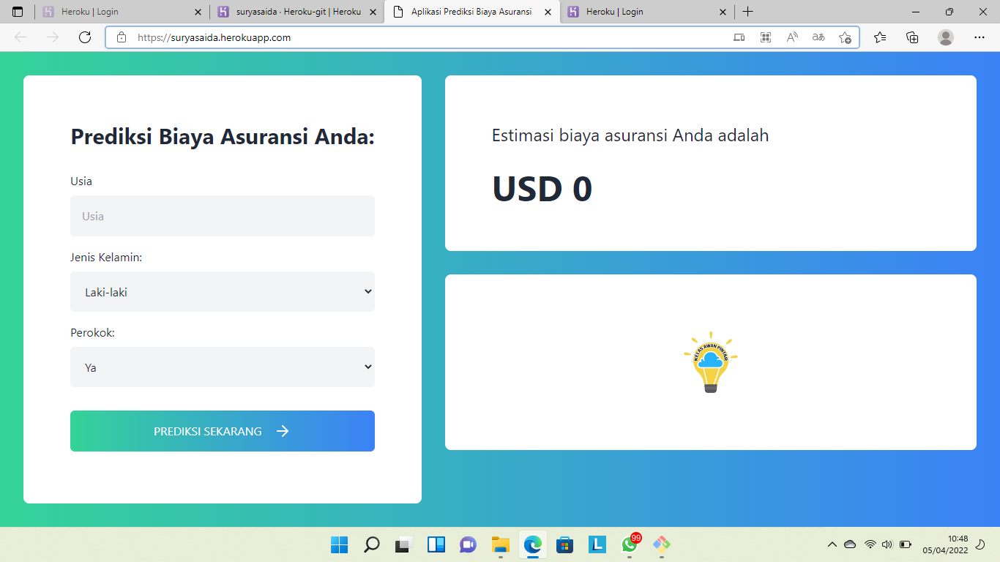 Heroku | Login
suryasaida · Heroku-git | Heroku
Aplikasi Prediksi Biaya Asuransi
Heroku | Login
https://suryasaida.herokuapp.com
Prediksi Biaya Asuransi Anda:
Usia
Usia
Jenis Kelamin:
Laki-laki
Perokok:
Ya
PREDIKSI SEKARANG
Estimasi biaya asuransi Anda adalah
USD 0
KELAS AWAN PINTAR
99
10:48
05/04/2022